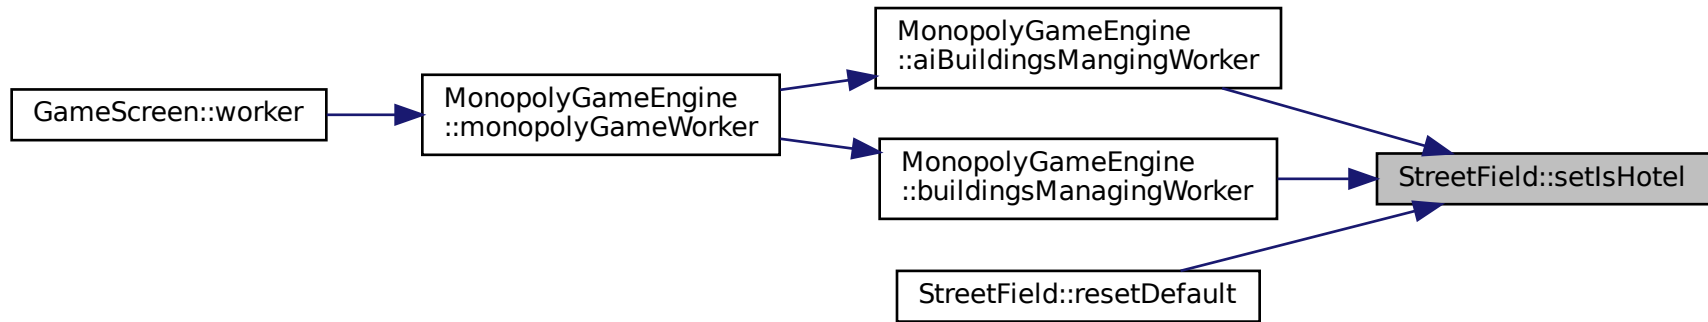 GameScreen::worker
MonopolyGameEngine
::monopolyGameWorker
MonopolyGameEngine
::aiBuildingsMangingWorker
MonopolyGameEngine
::buildingsManagingWorker
StreetField::resetDefault
StreetField::setIsHotel